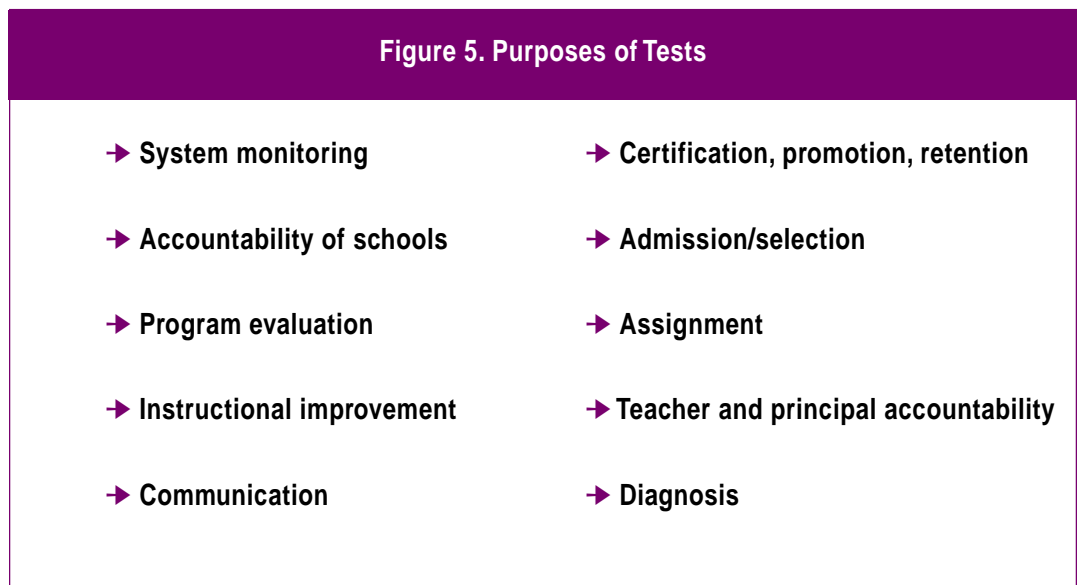 Figure 5. Purposes of Tests
System monitoring
Accountability of schools
Program evaluation
Instructional improvement
Communication
Certification, promotion, retention
Admission/selection
Assignment
Teacher and principal accountability
Diagnosis